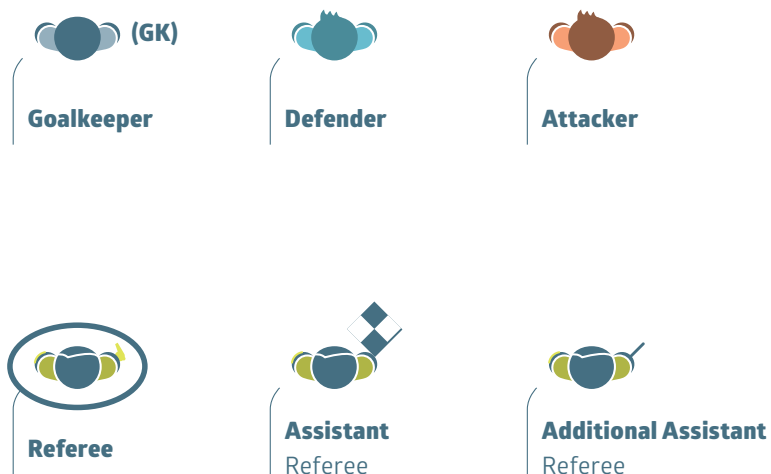 (GK)
Goalkeeper
Defender
Attacker
Referee
Assistant
Referee
Additional Assistant
Referee